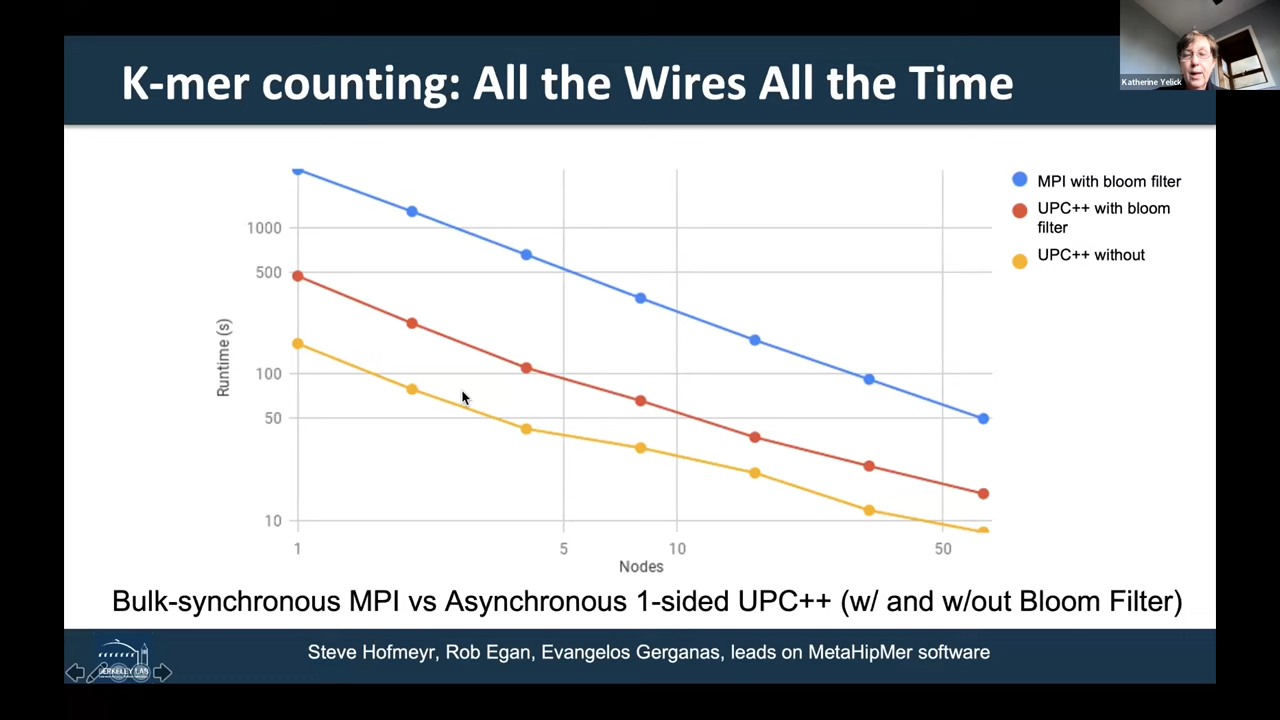 K-mer counting: All the Wires All the Time
Katherine Yelick
MPI with bloom filter
UPC++ with bloom
filter
UPC++ without
1000
500
100
50
10
Runtime (s)
1
5
10
50
Nodes
Bulk-synchronous MPI vs Asynchronous 1-sided UPC++ (w/ and w/out Bloom Filter)
Steve Hofmeyr, Rob Egan, Evangelos Gerganas, leads on MetaHipMer software
BERKELEY LAB